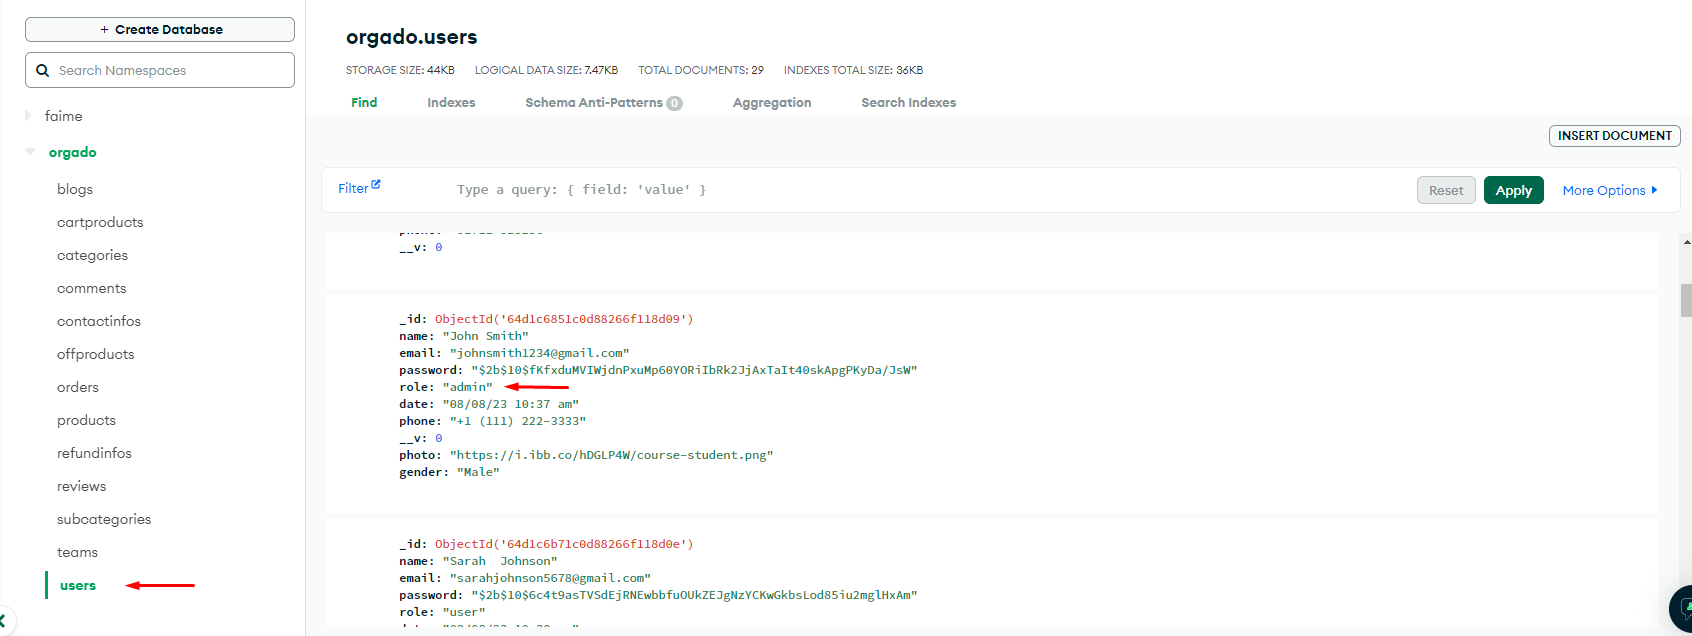 + Create Database
Search Namespaces
faime
orgado
blogs
cartproducts
categories
comments
contactinfos
offproducts
orders
products
refundinfos
reviews
subcategories
teams
users
orgado.users
STORAGE SIZE: 44KB LOGICAL DATA SIZE: 7.47KB TOTAL DOCUMENTS: 29 INDEXES TOTAL SIZE: 36KB
Find Indexes Schema Anti-Patterns 0 Aggregation Search Indexes
INSERT DOCUMENT
Filter Type a query: { field: 'value' } Reset Apply More Options
__v: 0
_id: ObjectId('64d1c6851c0d88266f118d09')
name: "John Smith"
email: "johnsmith1234@gmail.com"
password: "$2b$10$fKfxduMVIWjdnPxuMp60YORiIbRk2JjAxTaIt40skApgPKyDa/JsW"
role: "admin"
date: "08/08/23 10:37 am"
phone: "+1 (111) 222-3333"
__v: 0
photo: "https://i.ibb.co/hDGLP4W/course-student.png"
gender: "Male"
_id: ObjectId('64d1c6b71c0d88266f118d0e')
name: "Sarah  Johnson"
email: "sarahjohnson5678@gmail.com"
password: "$2b$10$6c4t9asTVSdEjRNEwbbfuOUkZEJgNzYCKwGkbsLod85iu2mglHxAm"
role: "user"